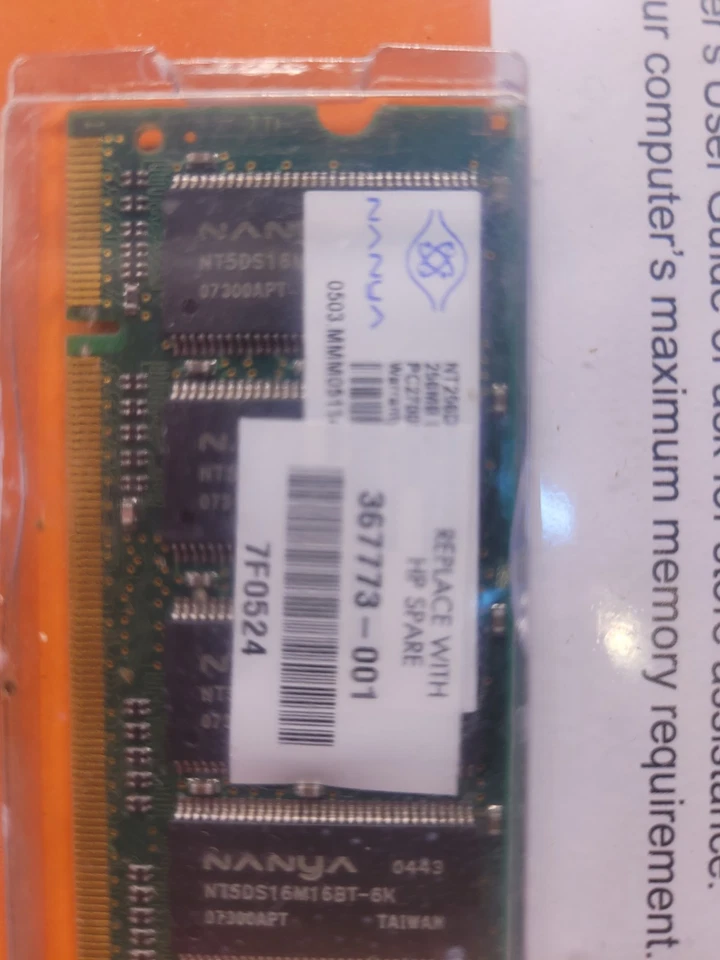 er's User Guide or ask for store assistance.
ur computer's maximum memory requirement.
NANYA
NT256D
256MB
PC2700
0503
REPLACE WITH
HP SPARE
367773-001
7F0524
NANYA
NT5DS16M
07300APT
NANYA 0443
NT5DS16M16BT-6K
07300APT TAIWAN